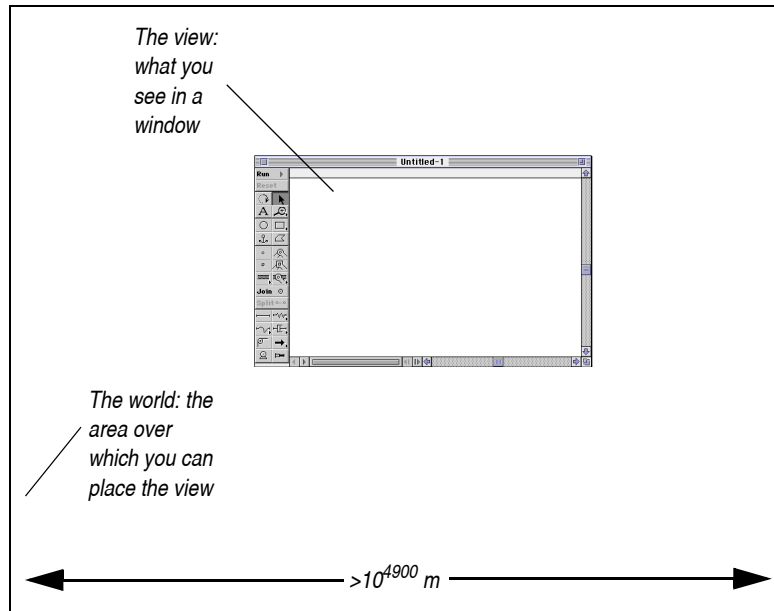 The view:
what you
see in a
window
Untitled-1
Run
Reset
A
Join
Split
The world: the
area over
which you can
place the view
>10^4900 m